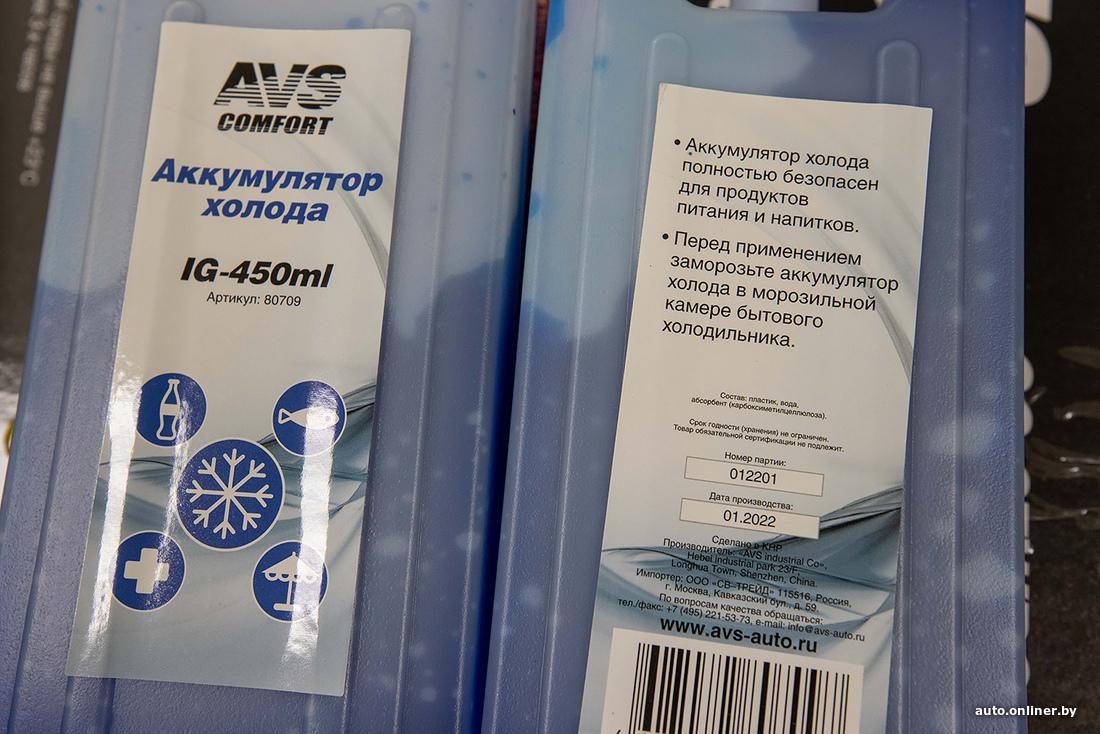 AVS
COMFORT
Аккумулятор
холода
IG-450ml
Артикул: 80709
• Аккумулятор холода
полностью безопасен
для продуктов
питания и напитков.
• Перед применением
заморозьте аккумулятор
холода в морозильной
камере бытового
холодильника.
Состав: пластик, вода,
абсорбент (карбоксиметилцеллюлоза).
Срок годности (хранения) не ограничен.
Товар обязательной сертификации не подлежит.
Номер партии:
012201
Дата производства:
01.2022
Сделано в КНР
Производитель: «AVS industrial Co»,
Hebei industrial park 23/F,
Longhua Town, Shenzhen, China.
Импортер: ООО «СВ–ТРЕЙД» 115516, Россия,
г. Москва, Кавказский бул., д. 59.
По вопросам качества обращаться:
тел./факс: +7 (495) 221-53-73, e-mail: info@avs-auto.ru
www.avs-auto.ru
auto.onliner.by